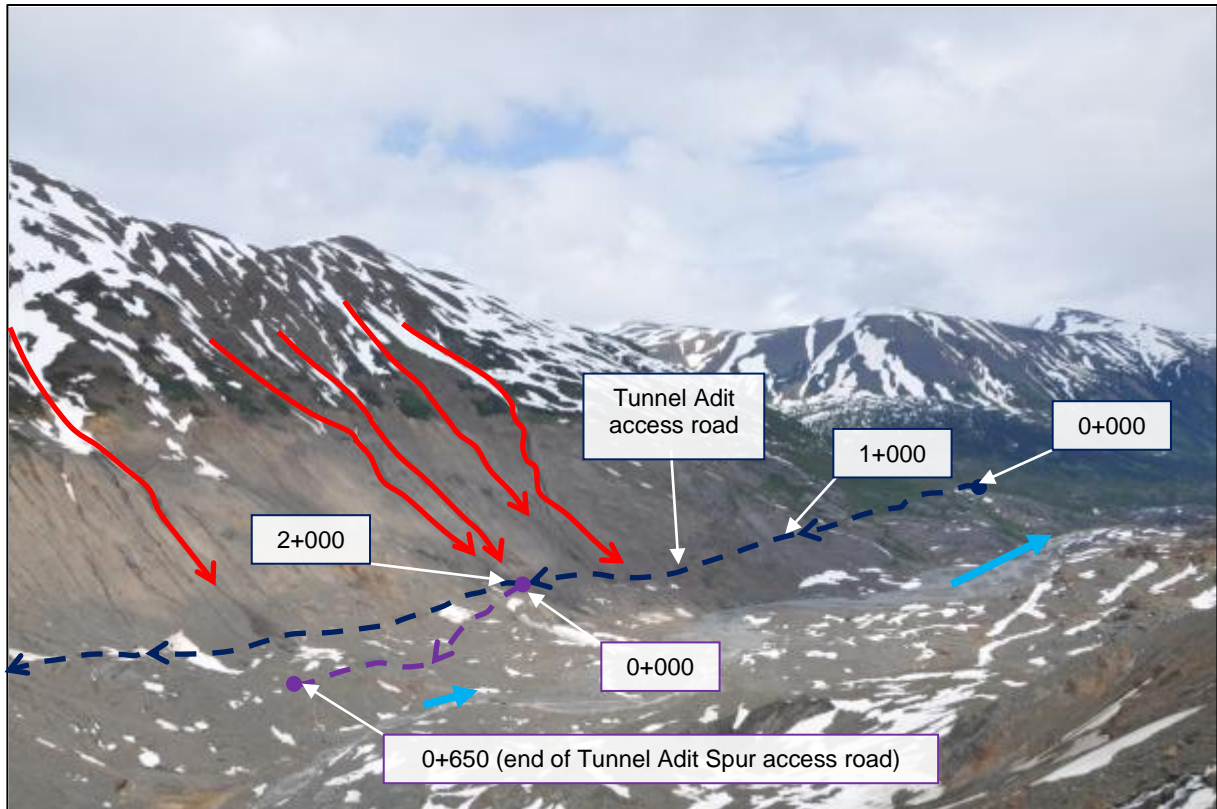 Tunnel Adit
access road
0+000
1+000
2+000
0+000
0+650 (end of Tunnel Adit Spur access road)